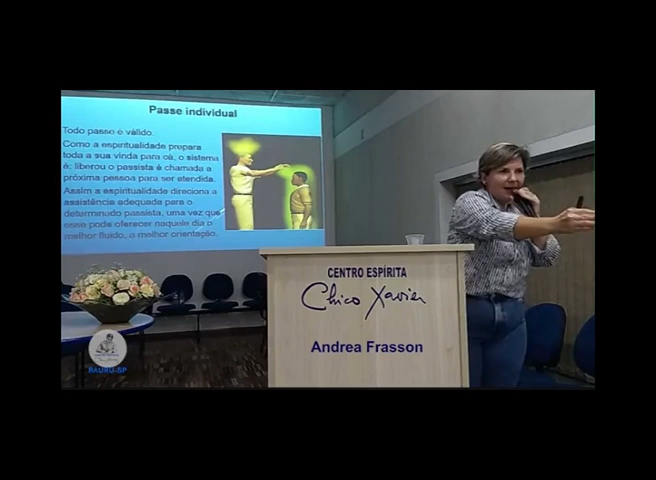 Passe individual
Todo passe é válido.
Como a espiritualidade prepara
toda a sua vinda para cá, o sistema
é: liberou o passista é chamada a
próxima pessoa para ser atendida.
Assim a espiritualidade direciona a
assistência adequada para o
determinado passista, uma vez que
esse pode oferecer naquele dia o
melhor fluido, a melhor orientação.
CENTRO ESPÍRITA
Chico Xavier
Andrea Frasson
BAURU-SP